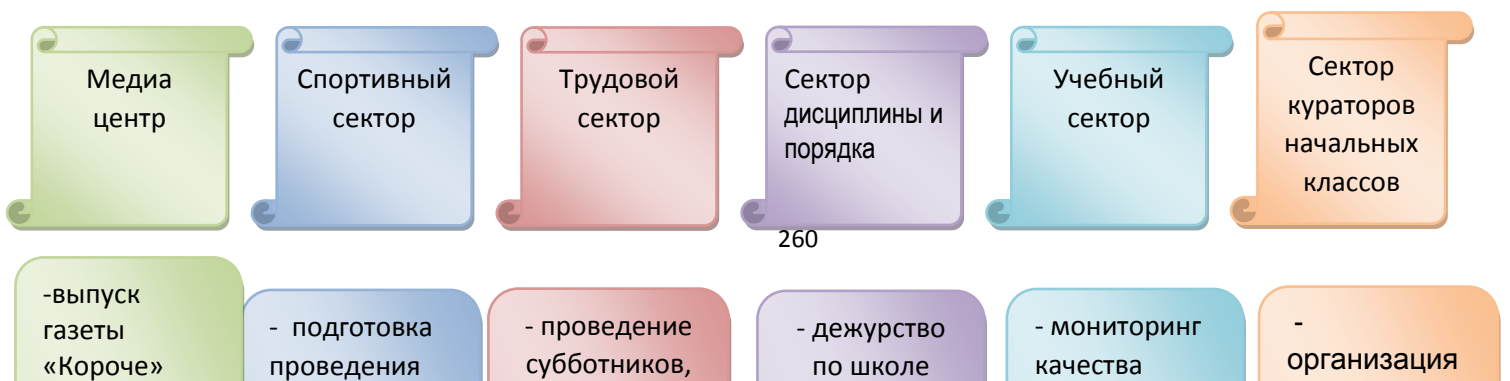 Медиа
центр
Спортивный
сектор
Трудовой
сектор
Сектор
дисциплины и
порядка
Учебный
сектор
Сектор
кураторов
начальных
классов
260
-выпуск
газеты
«Короче»
- подготовка
проведения
- проведение
субботников,
- дежурство
по школе
- мониторинг
качества
-
организация